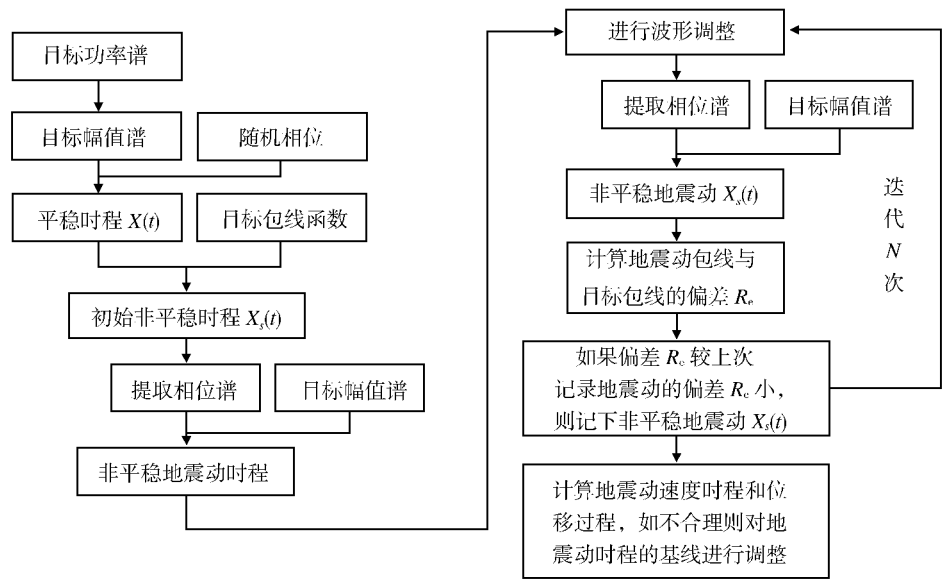 目标功率谱
目标幅值谱
随机相位
平稳时程 X(t)
目标包线函数
初始非平稳时程 Xs(t)
提取相位谱
目标幅值谱
非平稳地震动时程
进行波形调整
提取相位谱
目标幅值谱
非平稳地震动 Xs(t)
计算地震动包线与
目标包线的偏差 Re
如果偏差 Re 较上次
记录地震动的偏差 Re 小，
则记下非平稳地震动 Xs(t)
计算地震动速度时程和位
移过程，如不合理则对地
震动时程的基线进行调整
迭
代
N
次